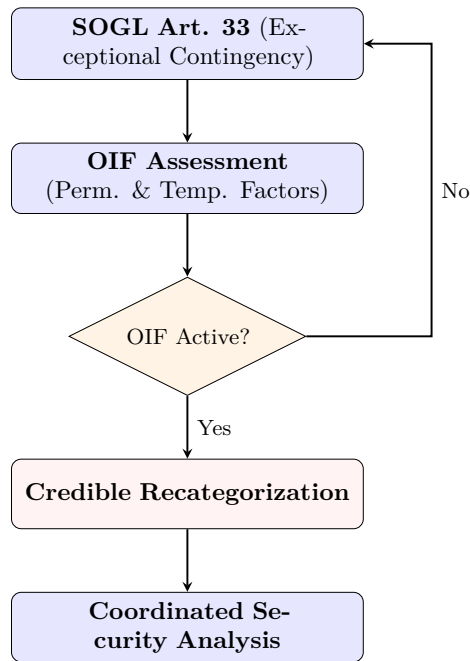 SOGL Art. 33 (Ex-
ceptional Contingency)
OIF Assessment
(Perm. & Temp. Factors)
No
OIF Active?
Yes
Credible Recategorization
Coordinated Se-
curity Analysis